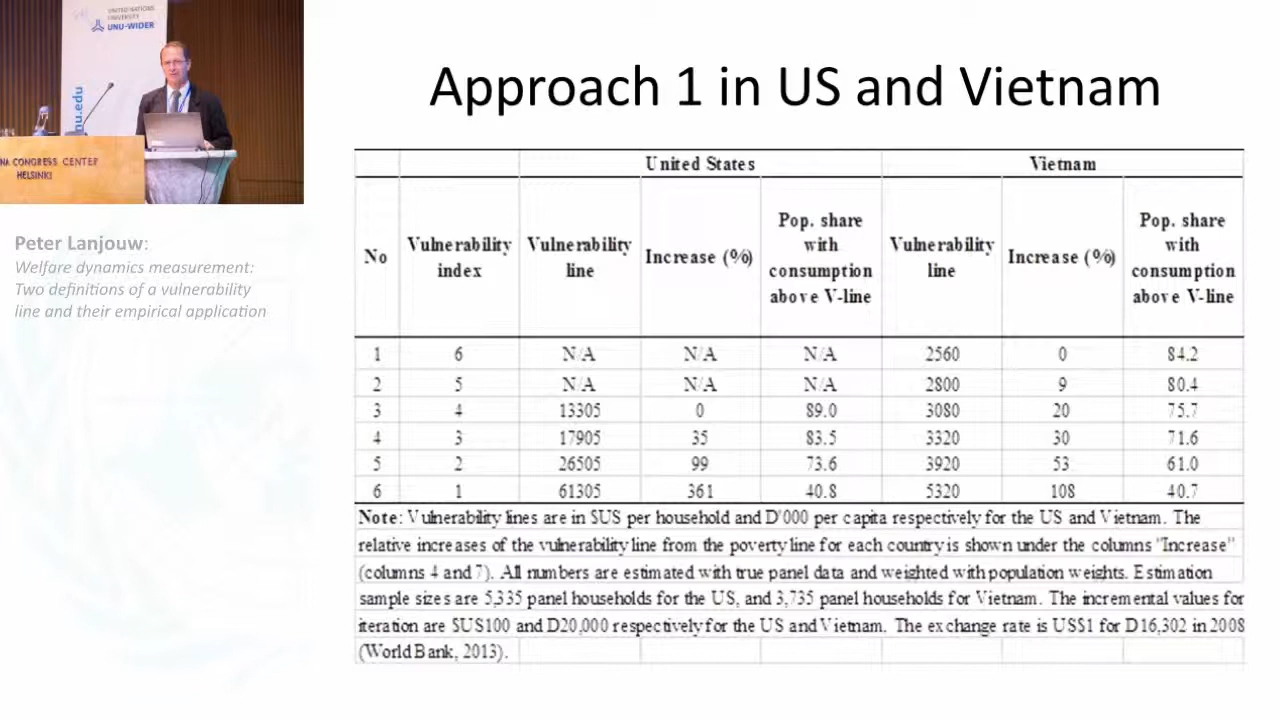 UNITED NATIONS
UNIVERSITY
UNU-WIDER
nu.edu
NA CONGRESS CENTER
HELSINKI
Peter Lanjouw:
Welfare dynamics measurement:
Two definitions of a vulnerability
line and their empirical application
Approach 1 in US and Vietnam
United States Vietnam
No Vulnerability index Vulnerability line Increase (%) Pop. share with consumption above V-line Vulnerability line Increase (%) Pop. share with consumption above V-line
1 6 N/A N/A N/A 2560 0 84.2
2 5 N/A N/A N/A 2800 9 80.4
3 4 13305 0 89.0 3080 20 75.7
4 3 17905 35 83.5 3320 30 71.6
5 2 26505 99 73.6 3920 53 61.0
6 1 61305 361 40.8 5320 108 40.7
Note: Vulnerability lines are in $US per household and D'000 per capita respectively for the US and Vietnam. The
relative increases of the vulnerability line from the poverty line for each country is shown under the columns "Increase"
(columns 4 and 7). All numbers are estimated with true panel data and weighted with population weights. Estimation
sample sizes are 5,335 panel households for the US, and 3,735 panel households for Vietnam. The incremental values for
iteration are $US100 and D20,000 respectively for the US and Vietnam. The exchange rate is US$1 for D16,302 in 2008
(World Bank, 2013).